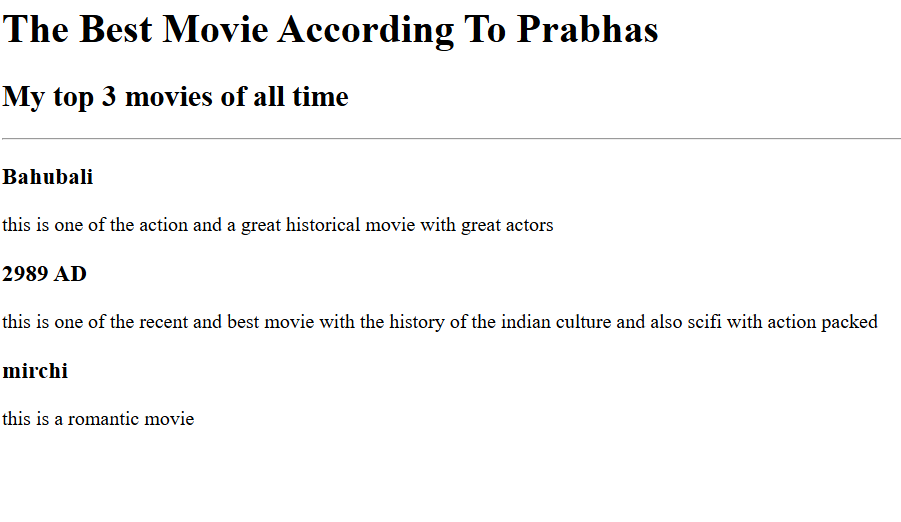 The Best Movie According To Prabhas
My top 3 movies of all time
Bahubali
this is one of the action and a great historical movie with great actors
2989 AD
this is one of the recent and best movie with the history of the indian culture and also scifi with action packed
mirchi
this is a romantic movie